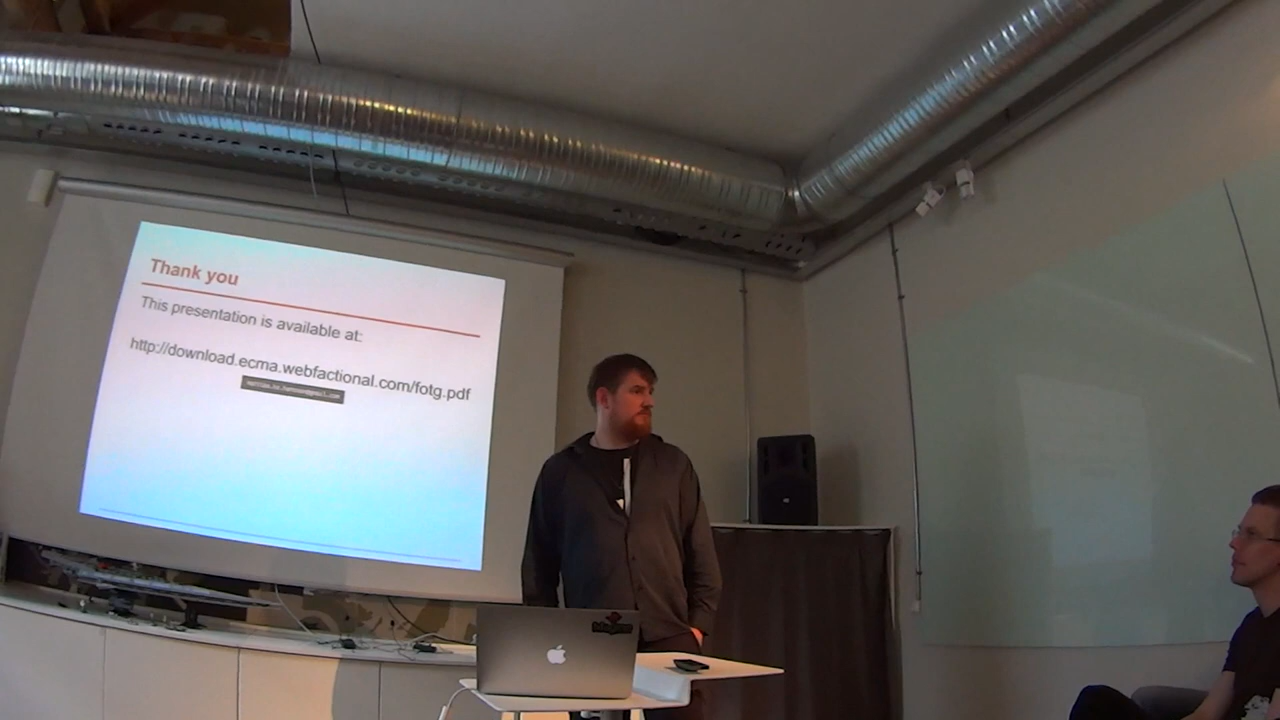 Thank you
This presentation is available at:
http://download.ecma.webfactional.com/fotg.pdf